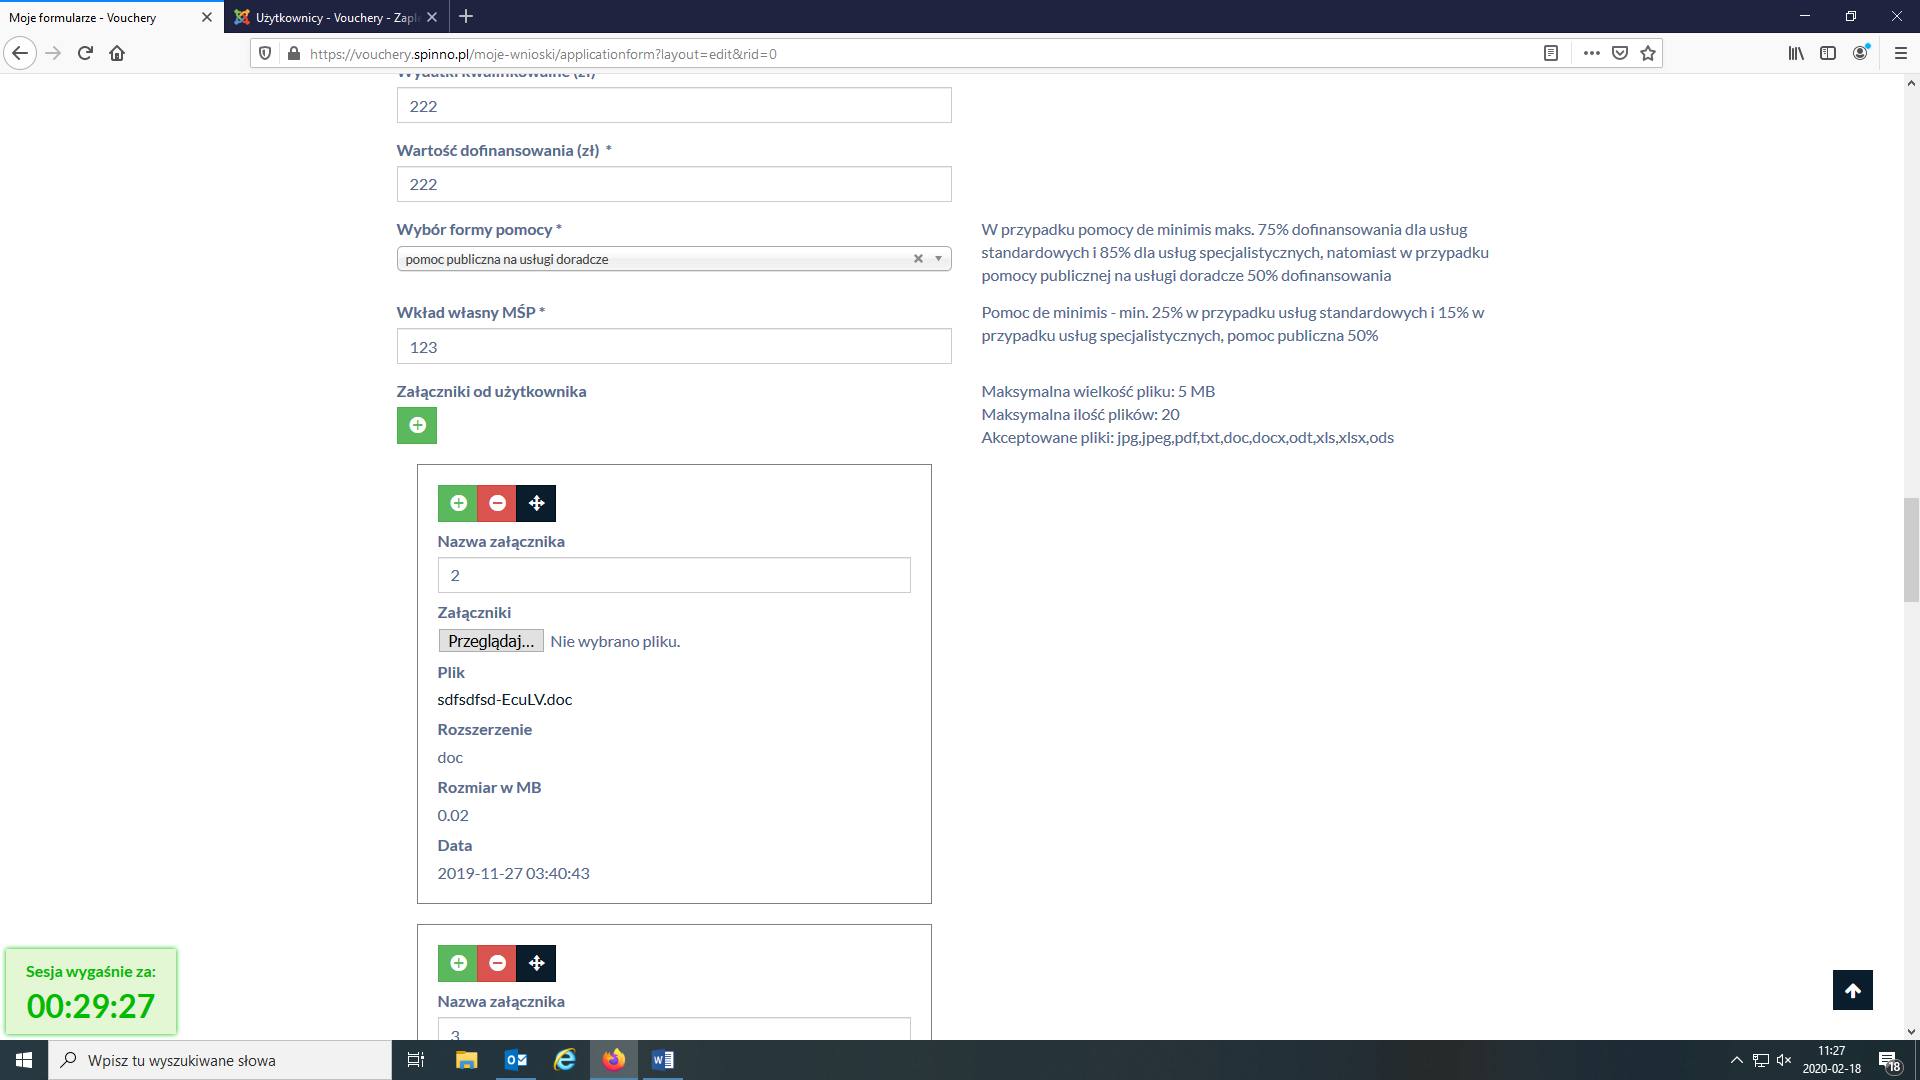 Moje formularze - Vouchery
Użytkownicy - Vouchery - Zapl
https://vouchery.spinno.pl/moje-wnioski/applicationform?layout=edit&rid=0
Wydatki kwalifikowalne (zł)
222
Wartość dofinansowania (zł) *
222
Wybór formy pomocy *
pomoc publiczna na usługi doradcze
W przypadku pomocy de minimis maks. 75% dofinansowania dla usług
standardowych i 85% dla usług specjalistycznych, natomiast w przypadku
pomocy publicznej na usługi doradcze 50% dofinansowania
Wkład własny MŚP *
123
Pomoc de minimis - min. 25% w przypadku usług standardowych i 15% w
przypadku usług specjalistycznych, pomoc publiczna 50%
Załączniki od użytkownika
Maksymalna wielkość pliku: 5 MB
Maksymalna ilość plików: 20
Akceptowane pliki: jpg,jpeg,pdf,txt,doc,docx,odt,xls,xlsx,ods
Nazwa załącznika
2
Załączniki
Przeglądaj... Nie wybrano pliku.
Plik
sdfsdfsd-EcuLV.doc
Rozszerzenie
doc
Rozmiar w MB
0.02
Data
2019-11-27 03:40:43
Nazwa załącznika
3
Sesja wygaśnie za:
00:29:27
Wpisz tu wyszukiwane słowa
11:27
2020-02-18
18